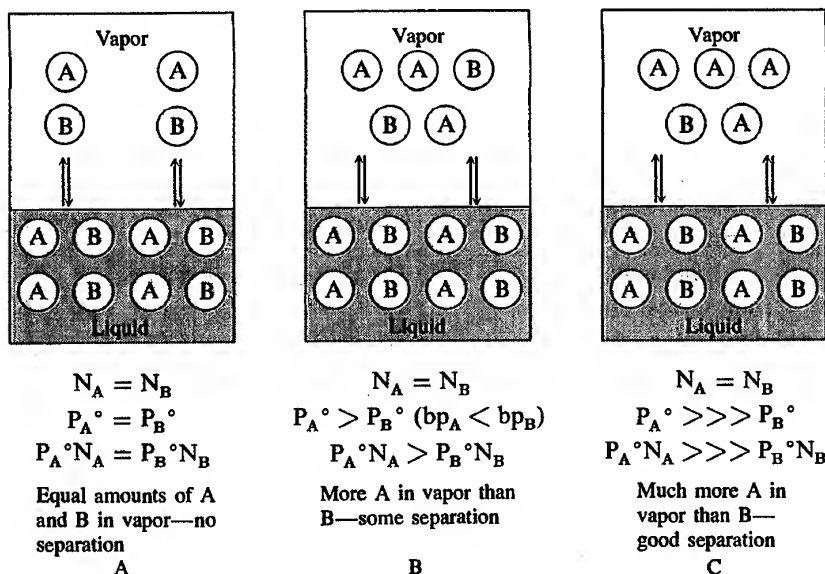 Vapor
A A
B B
A B A B
A B A B
Liquid
N_A = N_B
P_A° = P_B°
P_A°N_A = P_B°N_B
Equal amounts of A
and B in vapor—no
separation
A
Vapor
A A B
B A
A B A B
A B A B
Liquid
N_A = N_B
P_A° > P_B° (bp_A < bp_B)
P_A°N_A > P_B°N_B
More A in vapor than
B—some separation
B
Vapor
A A A
B A
A B A B
A B A B
Liquid
N_A = N_B
P_A° >>> P_B°
P_A°N_A >>> P_B°N_B
Much more A in
vapor than B—
good separation
C